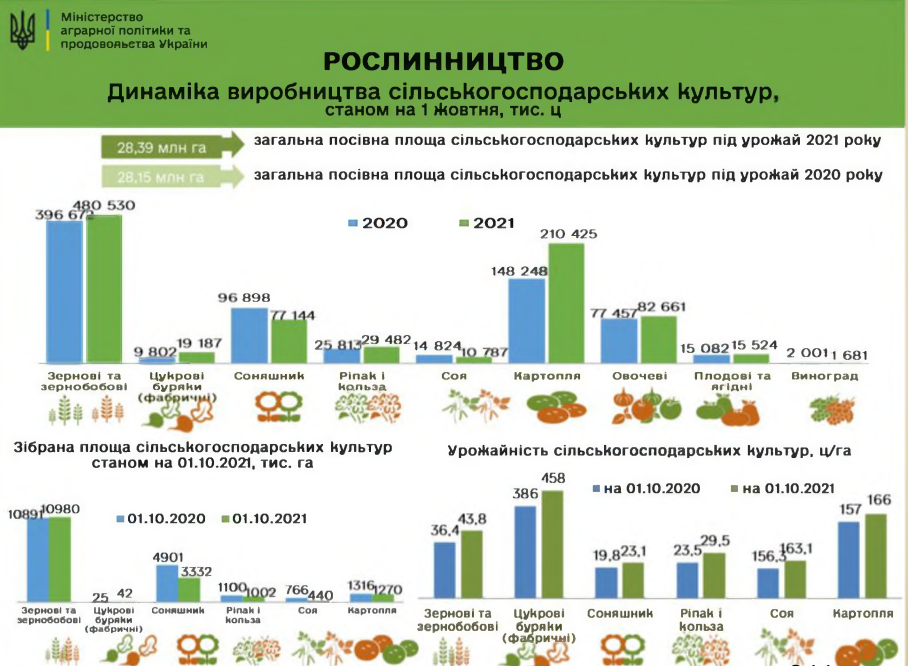 Міністерство
аграрної політики та
продовольства України
РОСЛИННИЦТВО
Динаміка виробництва сільськогосподарських культур,
станом на 1 жовтня, тис. ц
28,39 млн га
загальна посівна площа сільськогосподарських культур під урожай 2021 року
28,15 млн га
загальна посівна площа сільськогосподарських культур під урожай 2020 року
2020 2021
396 672 480 530
9 802 19 187
96 898 77 144
25 813 29 482
14 824 10 787
148 248 210 425
77 457 82 661
15 082 15 524
2 001 1 681
Зернові та
зернобобові
Цукрові
буряки
(фабричні)
Соняшник
Ріпак і
кольза
Соя
Картопля
Овочеві
Плодові та
ягідні
Виноград
Зібрана площа сільськогосподарських культур
станом на 01.10.2021, тис. га
01.10.2020 01.10.2021
10891 10980
25 42
4901 3332
1100 1002
766 440
1316 1270
Зернові та
зернобобові
Цукрові
буряки
(фабричні)
Соняшник
Ріпак і
кольза
Соя
Картопля
Урожайність сільськогосподарських культур, ц/га
на 01.10.2020 на 01.10.2021
36,4 43,8
386 458
19,8 23,1
23,5 29,5
156,3 163,1
157 166
Зернові та
зернобобові
Цукрові
буряки
(фабричні)
Соняшник
Ріпак і
кольза
Соя
Картопля